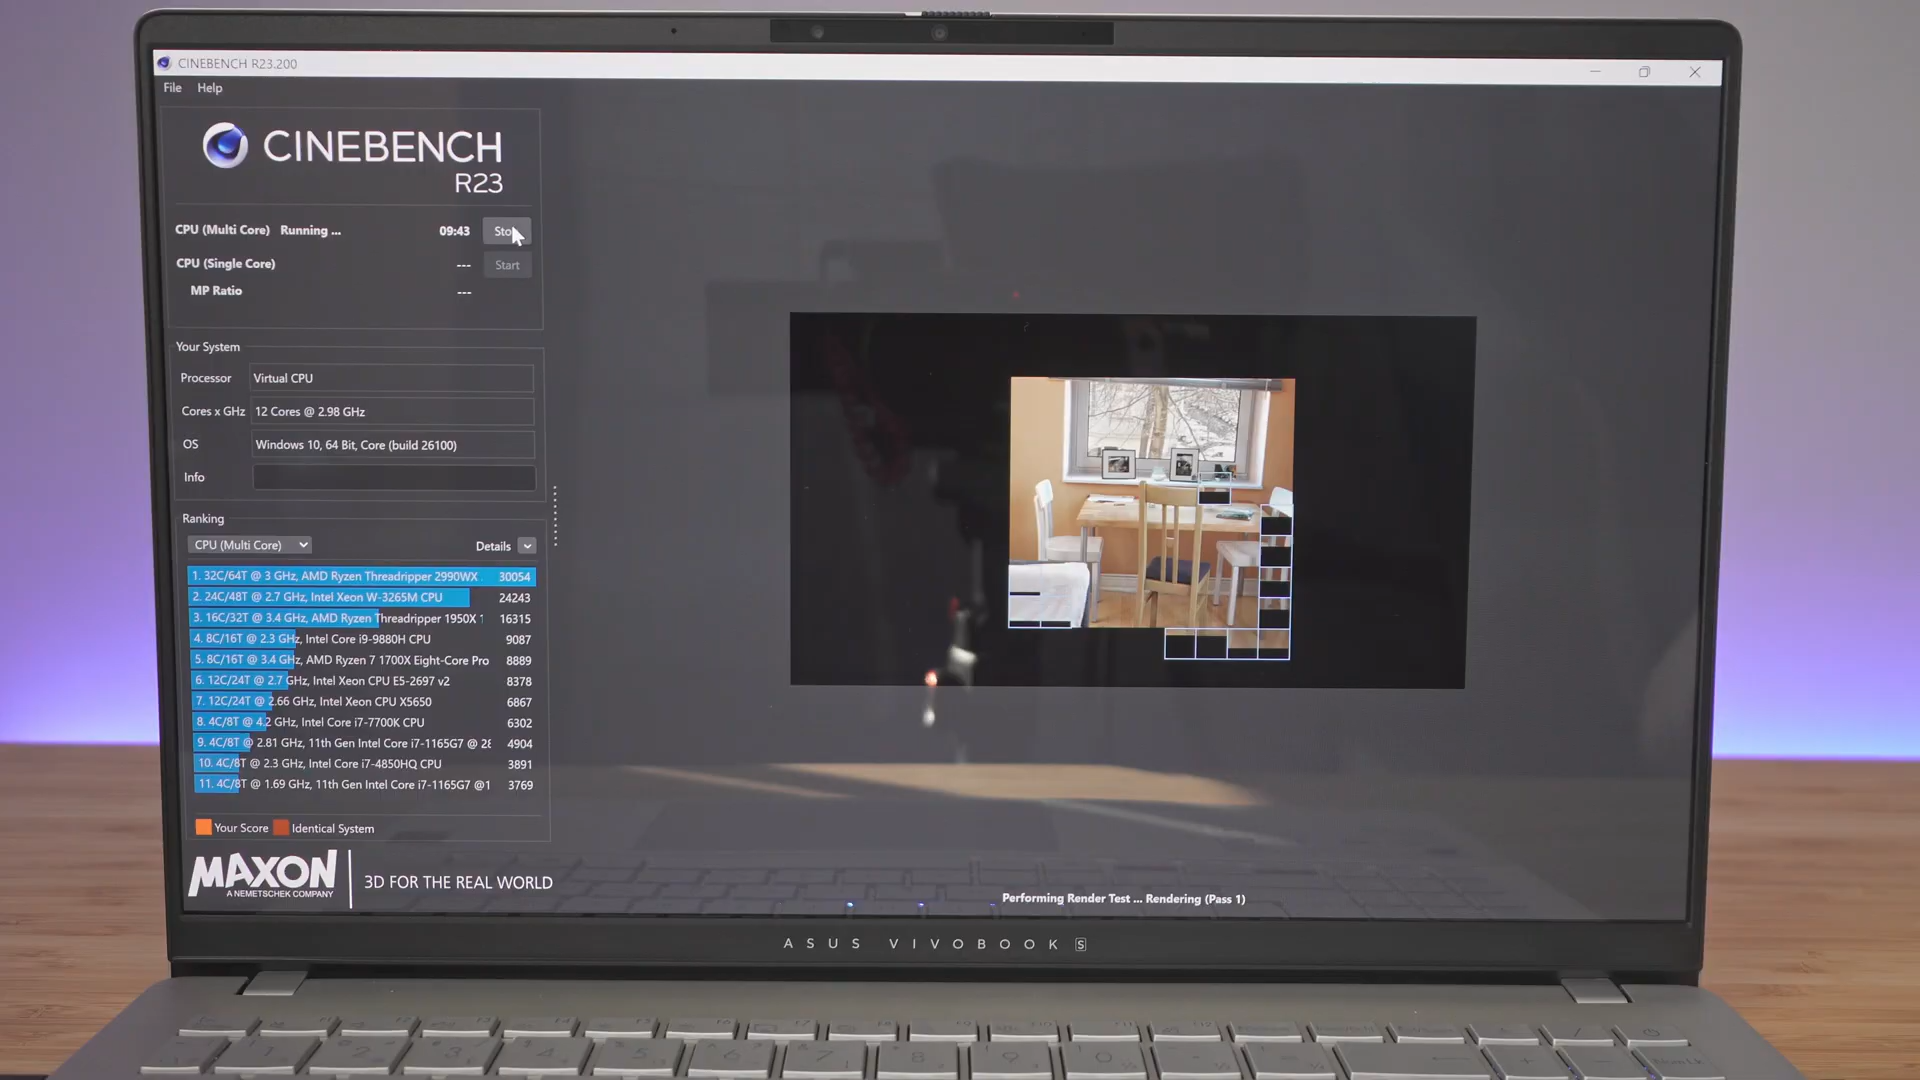 CINEBENCH R23.200
File Help
CINEBENCH
R23
CPU (Multi Core) Running ... 09:43
CPU (Single Core) --- Start
MP Ratio ---
Your System
Processor Virtual CPU
Cores x GHz 12 Cores @ 2.98 GHz
OS Windows 10, 64 Bit, Core (build 26100)
Info
Ranking
CPU (Multi Core) Details
1. 32C/64T @ 3 GHz, AMD Ryzen Threadripper 2990WX 30054
2. 24C/48T @ 2.7 GHz, Intel Xeon W-3265M CPU 24243
3. 16C/32T @ 3.4 GHz, AMD Ryzen Threadripper 1950X 1 16315
4. 8C/16T @ 2.3 GHz, Intel Core i9-9880H CPU 9087
5. 8C/16T @ 3.4 GHz, AMD Ryzen 7 1700X Eight-Core Pro 8889
6. 12C/24T @ 2.7 GHz, Intel Xeon CPU E5-2697 v2 8378
7. 12C/24T @ 2.66 GHz, Intel Xeon CPU X5650 6867
8. 4C/8T @ 4.2 GHz, Intel Core i7-7700K CPU 6302
9. 4C/8T @ 2.81 GHz, 11th Gen Intel Core i7-1165G7 @ 28 4904
10. 4C/8T @ 2.3 GHz, Intel Core i7-4850HQ CPU 3891
11. 4C/8T @ 1.69 GHz, 11th Gen Intel Core i7-1165G7 @1 3769
Your Score Identical System
MAXON
A NEMETSCHEK COMPANY
3D FOR THE REAL WORLD
Performing Render Test ... Rendering (Pass 1)
ASUS VIVOBOOK S